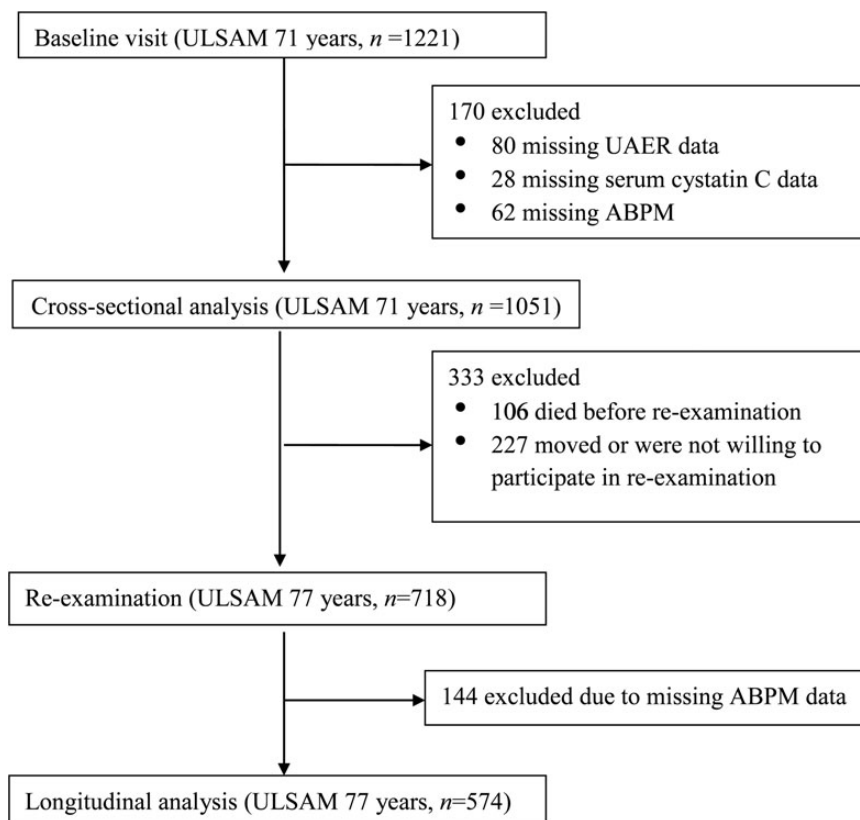 Baseline visit (ULSAM 71 years, n =1221)
170 excluded
• 80 missing UAER data
• 28 missing serum cystatin C data
• 62 missing ABPM
Cross-sectional analysis (ULSAM 71 years, n =1051)
333 excluded
• 106 died before re-examination
• 227 moved or were not willing to
participate in re-examination
Re-examination (ULSAM 77 years, n=718)
144 excluded due to missing ABPM data
Longitudinal analysis (ULSAM 77 years, n=574)